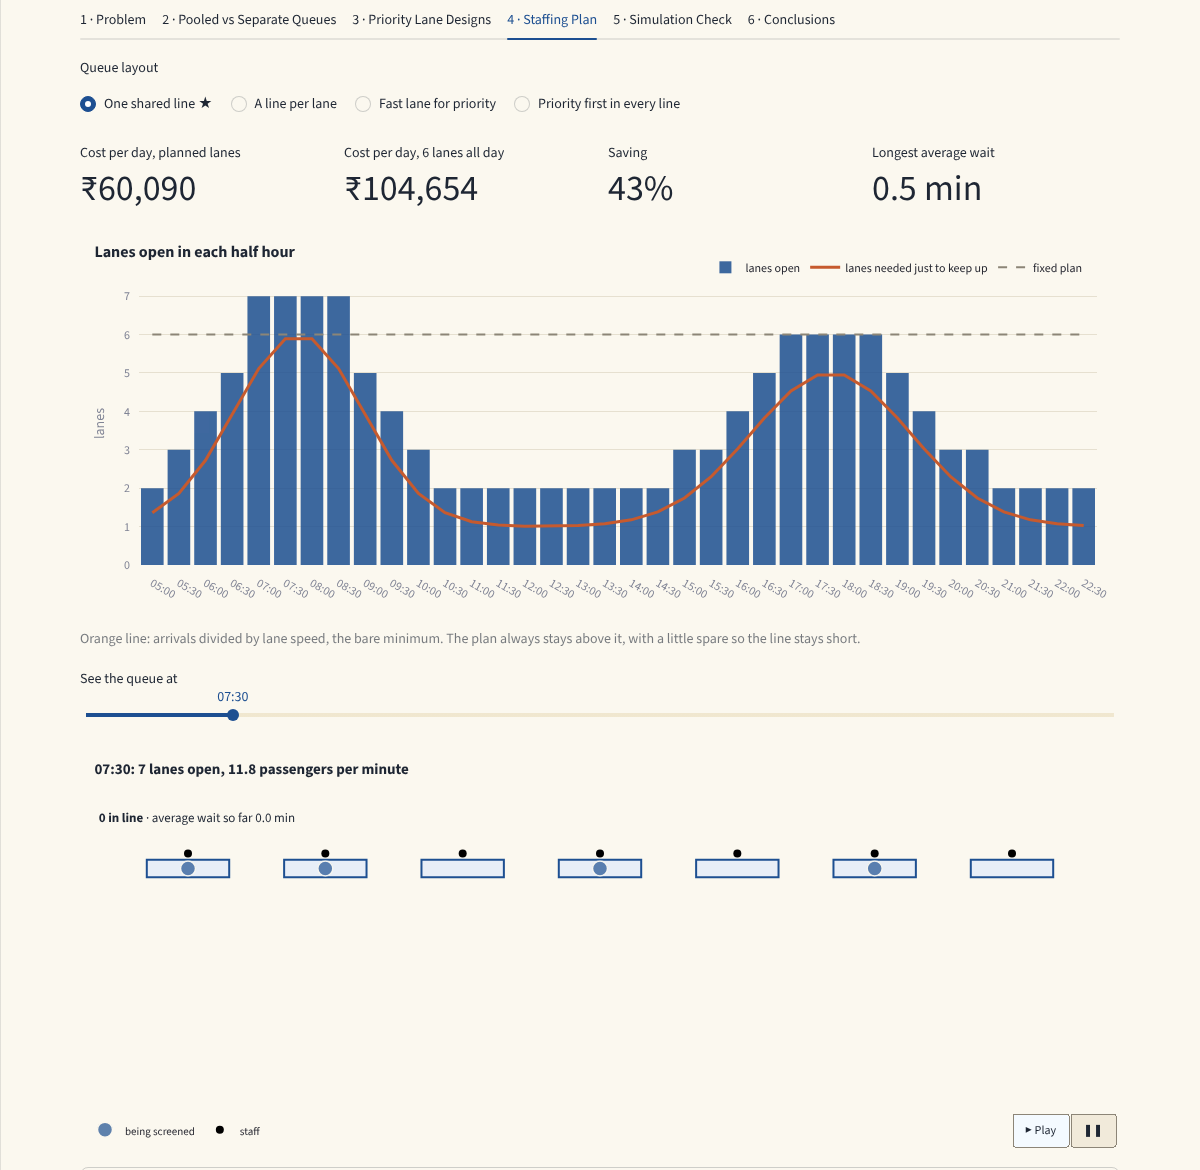 1 · Problem 2 · Pooled vs Separate Queues 3 · Priority Lane Designs 4 · Staffing Plan 5 · Simulation Check 6 · Conclusions
Queue layout
One shared line ★ A line per lane Fast lane for priority Priority first in every line
Cost per day, planned lanes Cost per day, 6 lanes all day Saving Longest average wait
₹60,090 ₹104,654 43% 0.5 min
Lanes open in each half hour
lanes open lanes needed just to keep up fixed plan
7
6
5
4
3
2
1
0
lanes
05:00 05:30 06:00 06:30 07:00 07:30 08:00 08:30 09:00 09:30 10:00 10:30 11:00 11:30 12:00 12:30 13:00 13:30 14:00 14:30 15:00 15:30 16:00 16:30 17:00 17:30 18:00 18:30 19:00 19:30 20:00 20:30 21:00 21:30 22:00 22:30
Orange line: arrivals divided by lane speed, the bare minimum. The plan always stays above it, with a little spare so the line stays short.
See the queue at
07:30
07:30: 7 lanes open, 11.8 passengers per minute
0 in line · average wait so far 0.0 min
being screened staff
Play